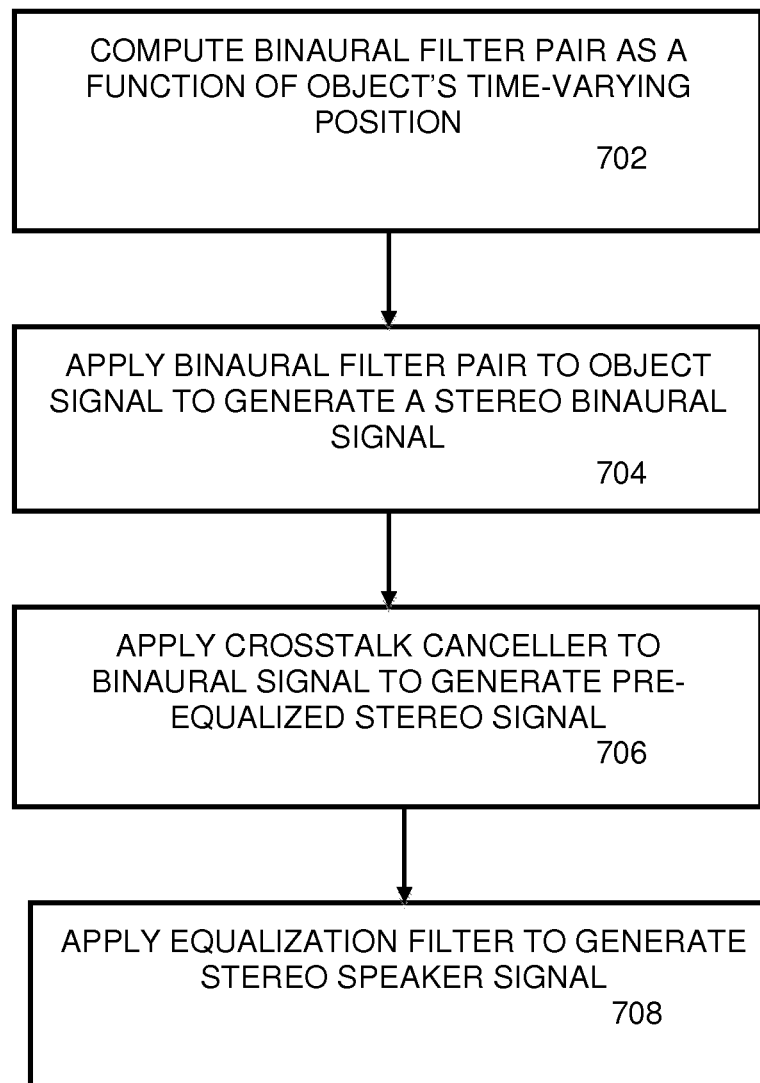 COMPUTE BINAURAL FILTER PAIR AS A
FUNCTION OF OBJECT'S TIME-VARYING
POSITION
702
APPLY BINAURAL FILTER PAIR TO OBJECT
SIGNAL TO GENERATE A STEREO BINAURAL
SIGNAL
704
APPLY CROSSTALK CANCELLER TO
BINAURAL SIGNAL TO GENERATE PRE-
EQUALIZED STEREO SIGNAL
706
APPLY EQUALIZATION FILTER TO GENERATE
STEREO SPEAKER SIGNAL
708